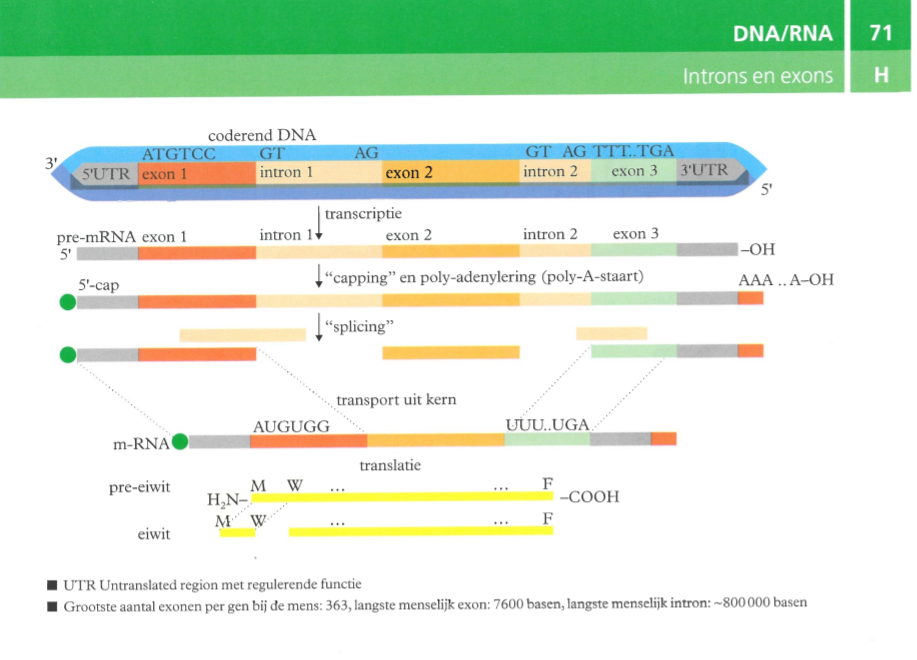 DNA/RNA 71
Introns en exons H
coderend DNA
3' ATGTCC GT AG GT AG TTT..TGA
5'UTR exon 1 intron 1 exon 2 intron 2 exon 3 3'UTR
5'
transcriptie
pre-mRNA exon 1 intron 1 exon 2 intron 2 exon 3
5' –OH
"capping" en poly-adenylering (poly-A-staart)
5'-cap AAA .. A–OH
"splicing"
transport uit kern
AUGUGG UUU..UGA
m-RNA
translatie
pre-eiwit M W ... ... F
H₂N– –COOH
M W ... ... F
eiwit
■ UTR Untranslated region met regulerende functie
■ Grootste aantal exonen per gen bij de mens: 363, langste menselijk exon: 7600 basen, langste menselijk intron: ~800 000 basen